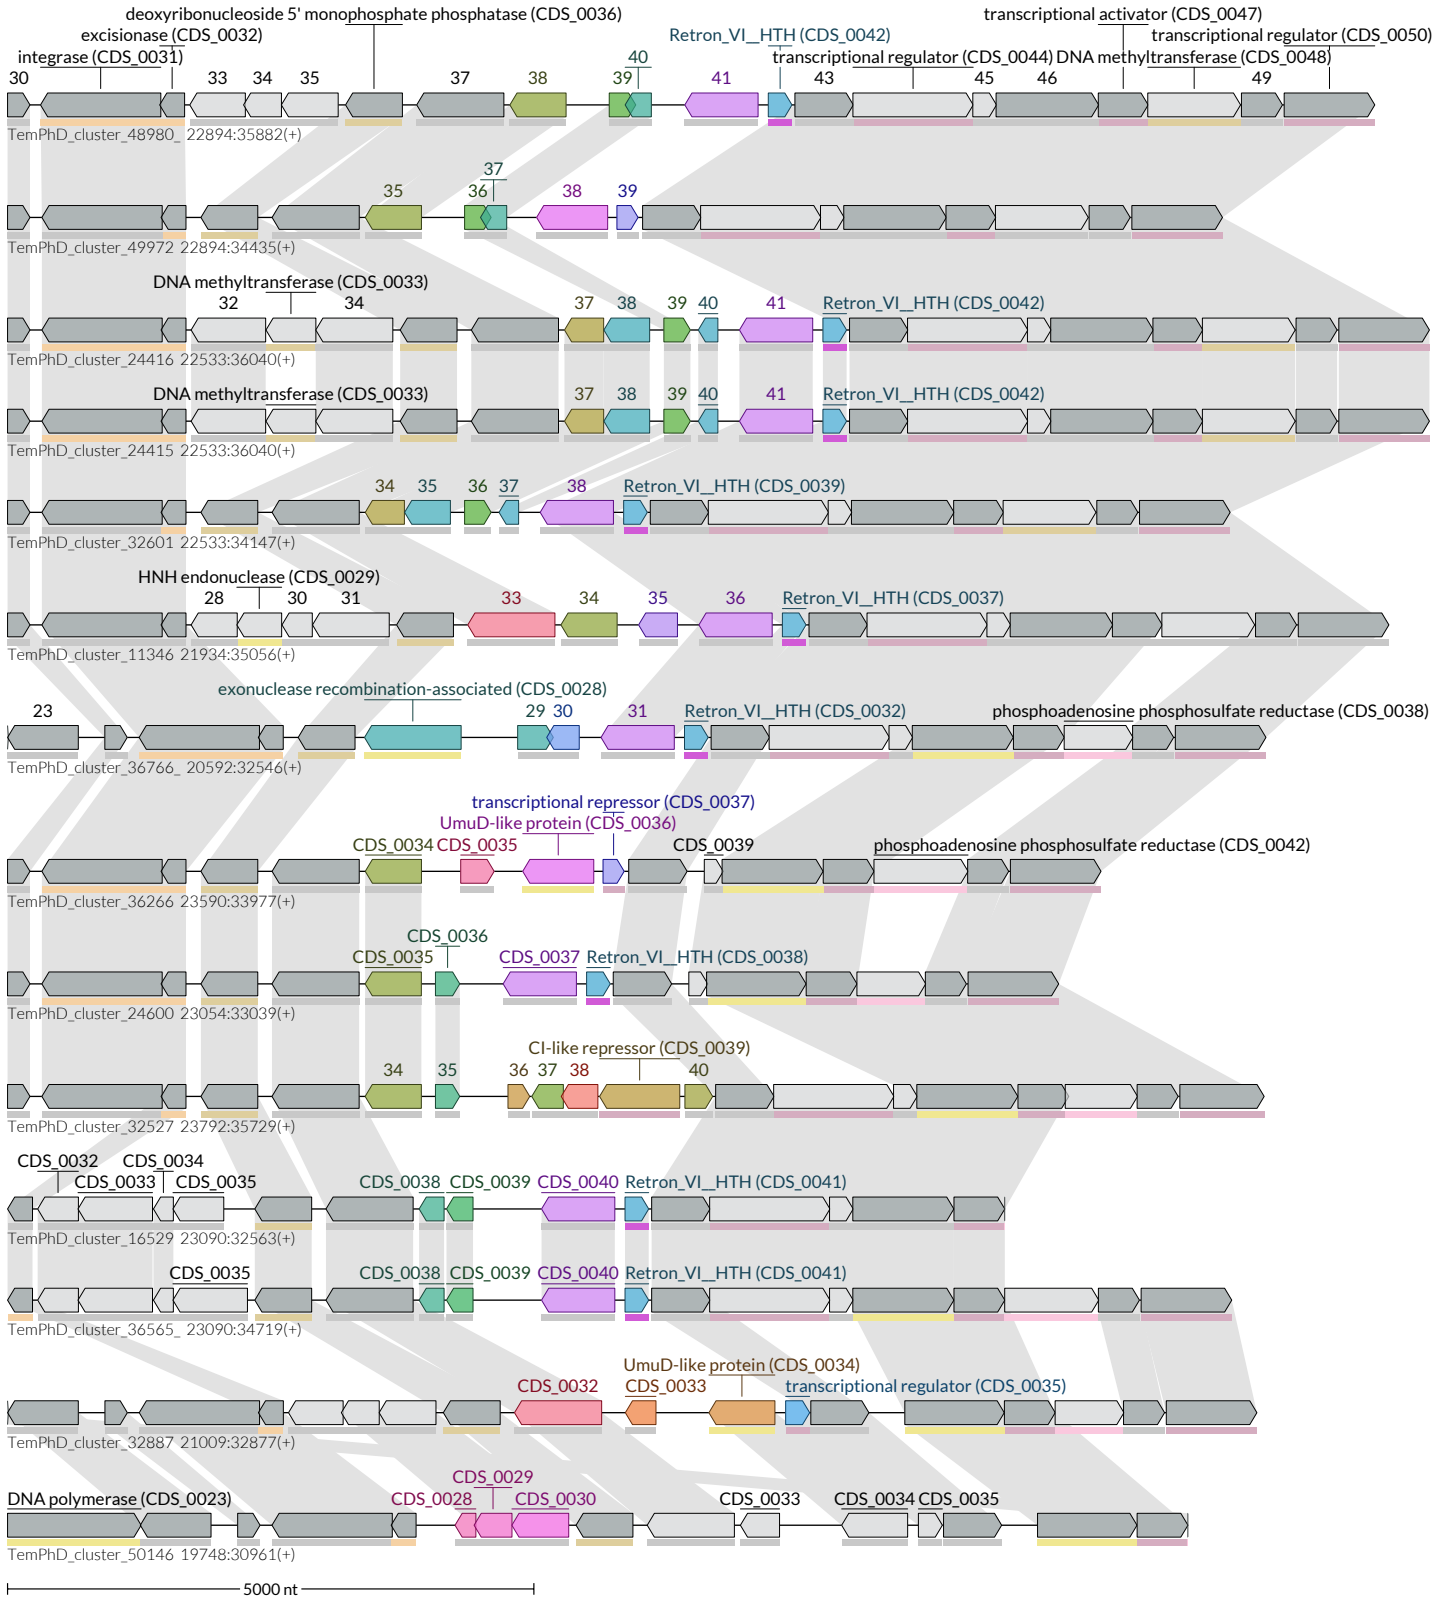 deoxyribonucleoside 5' monophosphate phosphatase (CDS_0036) transcriptional activator (CDS_0047)
excisionase (CDS_0032) Retron_VI__HTH (CDS_0042) transcriptional regulator (CDS_0050)
integrase (CDS_0031) 40 transcriptional regulator (CDS_0044) DNA methyltransferase (CDS_0048)
30 33 34 35 37 38 39 41 43 45 46 49
TemPhD_cluster_48980_ 22894:35882(+)
37
35 36 38 39
TemPhD_cluster_49972 22894:34435(+)
DNA methyltransferase (CDS_0033)
32 34 37 38 39 40 41 Retron_VI__HTH (CDS_0042)
TemPhD_cluster_24416 22533:36040(+)
DNA methyltransferase (CDS_0033) 37 38 39 40 41 Retron_VI__HTH (CDS_0042)
TemPhD_cluster_24415 22533:36040(+)
34 35 36 37 38 Retron_VI__HTH (CDS_0039)
TemPhD_cluster_32601 22533:34147(+)
HNH endonuclease (CDS_0029)
28 30 31 33 34 35 36 Retron_VI__HTH (CDS_0037)
TemPhD_cluster_11346 21934:35056(+)
exonuclease recombination-associated (CDS_0028)
23 29 30 31 Retron_VI__HTH (CDS_0032) phosphoadenosine phosphosulfate reductase (CDS_0038)
TemPhD_cluster_36766_ 20592:32546(+)
transcriptional repressor (CDS_0037)
UmuD-like protein (CDS_0036)
CDS_0034 CDS_0035 CDS_0039 phosphoadenosine phosphosulfate reductase (CDS_0042)
TemPhD_cluster_36266 23590:33977(+)
CDS_0036
CDS_0035 CDS_0037 Retron_VI__HTH (CDS_0038)
TemPhD_cluster_24600 23054:33039(+)
CI-like repressor (CDS_0039)
34 35 36 37 38 40
TemPhD_cluster_32527 23792:35729(+)
CDS_0032 CDS_0034
CDS_0033 CDS_0035 CDS_0038 CDS_0039 CDS_0040 Retron_VI__HTH (CDS_0041)
TemPhD_cluster_16529 23090:32563(+)
CDS_0035 CDS_0038 CDS_0039 CDS_0040 Retron_VI__HTH (CDS_0041)
TemPhD_cluster_36565_ 23090:34719(+)
UmuD-like protein (CDS_0034)
CDS_0032 CDS_0033 transcriptional regulator (CDS_0035)
TemPhD_cluster_32887 21009:32877(+)
CDS_0029
DNA polymerase (CDS_0023) CDS_0028 CDS_0030 CDS_0033 CDS_0034 CDS_0035
TemPhD_cluster_50146 19748:30961(+)
5000 nt